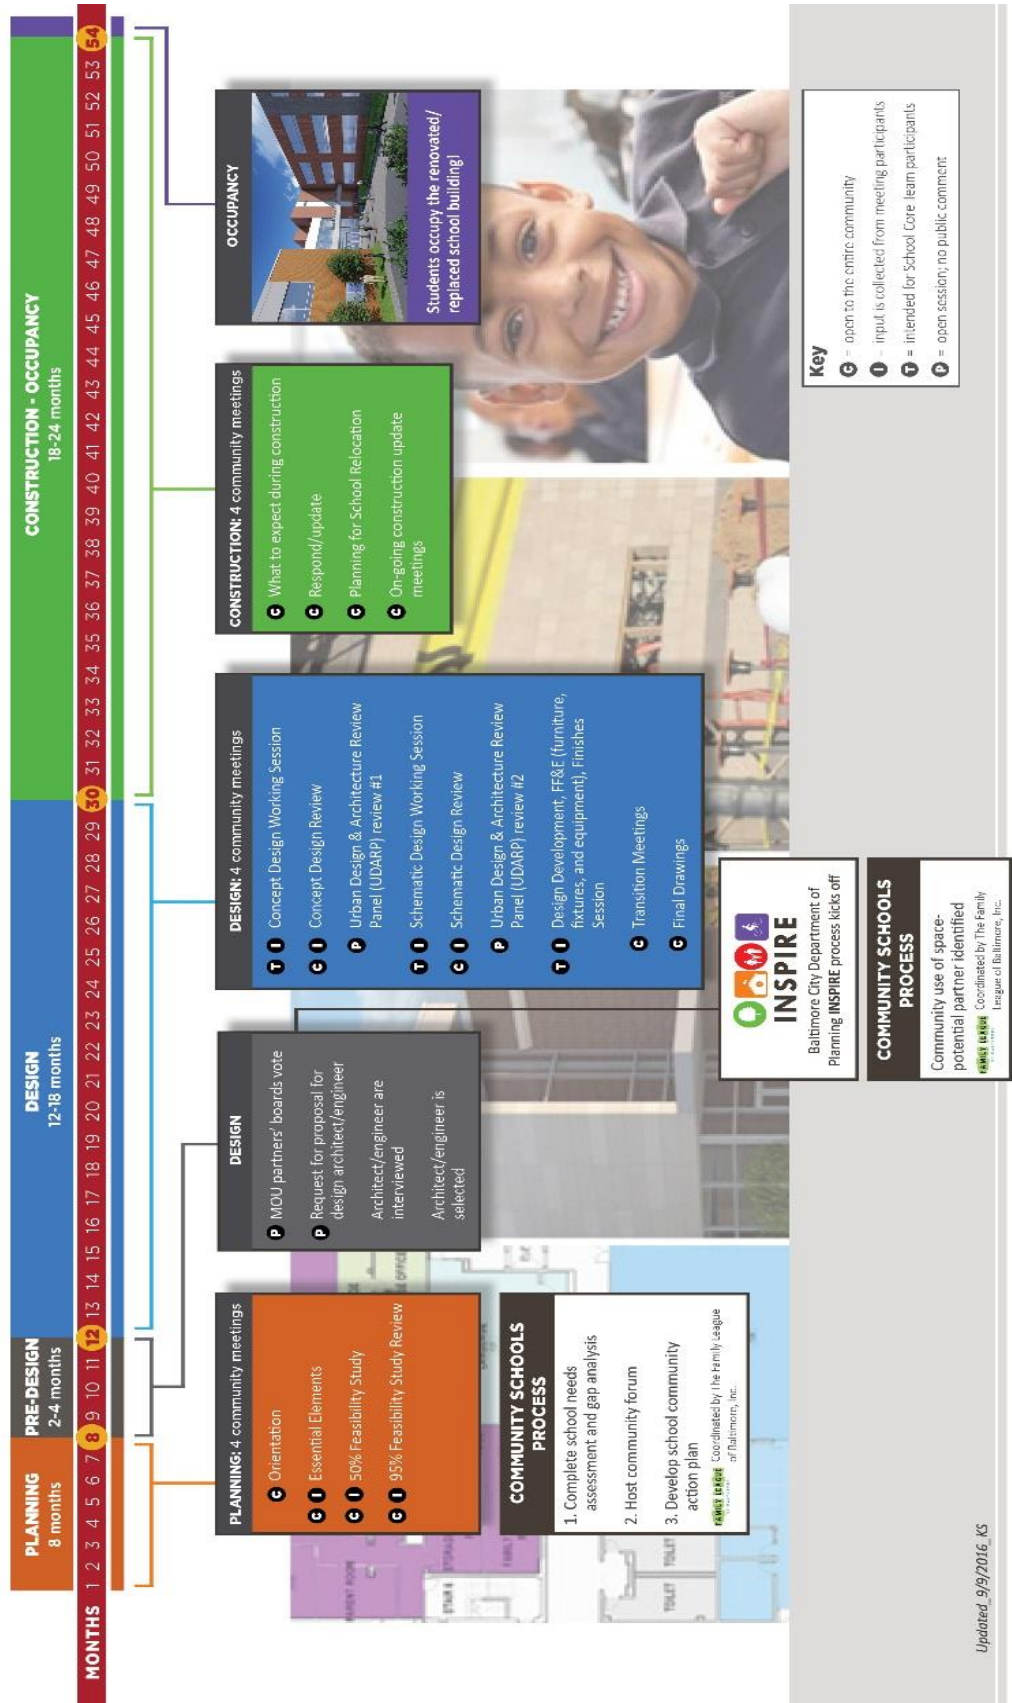 PLANNING
8 months
PRE-DESIGN
2-4 months
DESIGN
12-18 months
CONSTRUCTION - OCCUPANCY
18-24 months
MONTHS 1 2 3 4 5 6 7 8 9 10 11 12 13 14 15 16 17 18 19 20 21 22 23 24 25 26 27 28 29 30 31 32 33 34 35 36 37 38 39 40 41 42 43 44 45 46 47 48 49 50 51 52 53 54
PLANNING: 4 community meetings
C Orientation
C I Essential Elements
C I 50% Feasibility Study
C I 95% Feasibility Study Review
COMMUNITY SCHOOLS
PROCESS
1. Complete school needs
assessment and gap analysis
2. Host community forum
3. Develop school community
action plan
FAMILY LEAGUE Coordinated by The Family League
of Baltimore, Inc.
DESIGN
P MOU partners' boards vote
P Request for proposal for
design architect/engineer
Architect/engineer are
interviewed
Architect/engineer is
selected
DESIGN: 4 community meetings
T I Concept Design Working Session
C I Concept Design Review
P Urban Design & Architecture Review
Panel (UDARP) review #1
T I Schematic Design Working Session
C I Schematic Design Review
P Urban Design & Architecture Review
Panel (UDARP) review #2
T I Design Development, FF&E (furniture,
fixtures, and equipment), Finishes
Session
C Transition Meetings
C Final Drawings
INSPIRE
Baltimore City Department of
Planning INSPIRE process kicks off
COMMUNITY SCHOOLS
PROCESS
Community use of space-
potential partner identified
FAMILY LEAGUE Coordinated by The Family
League of Baltimore, Inc.
CONSTRUCTION: 4 community meetings
C What to expect during construction
C Respond/update
C Planning for School Relocation
C On-going construction update
meetings
OCCUPANCY
Students occupy the renovated/
replaced school building!
Key
C = open to the entire community
I = input is collected from meeting participants
T = intended for School Core Team participants
P = open session; no public comment
PARENT ROOM
STAIR
TOILET
TOILET
Updated_9/9/2016_KS